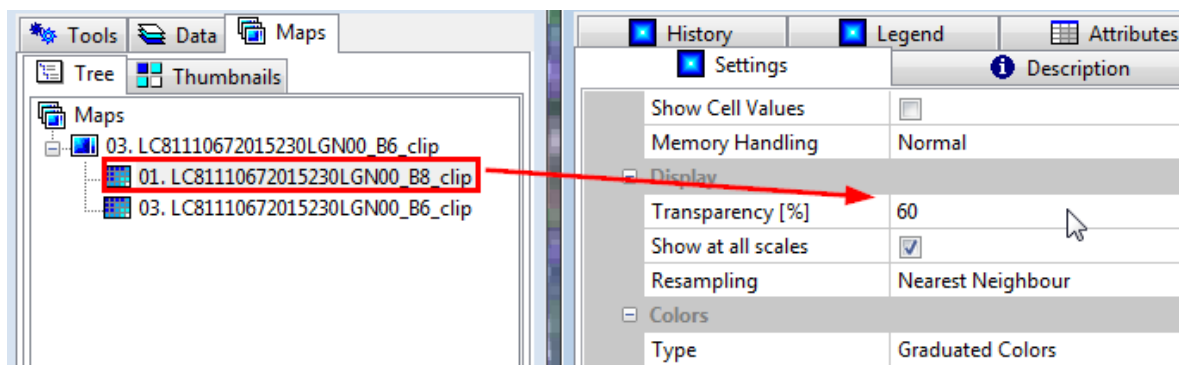 Tools
Data
Maps
Tree
Thumbnails
Maps
03. LC81110672015230LGN00_B6_clip
01. LC81110672015230LGN00_B8_clip
03. LC81110672015230LGN00_B6_clip
History
Legend
Attributes
Settings
Description
Show Cell Values
Memory Handling Normal
Display
Transparency [%] 60
Show at all scales
Resampling Nearest Neighbour
Colors
Type Graduated Colors